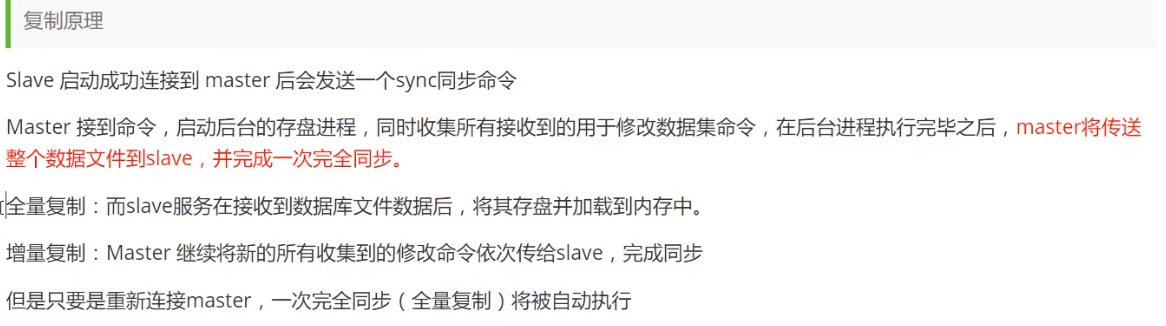 复制原理
Slave 启动成功连接到 master 后会发送一个sync同步命令
Master 接到命令，启动后台的存盘进程，同时收集所有接收到的用于修改数据集命令，在后台进程执行完毕之后，master将传送
整个数据文件到slave，并完成一次完全同步。
全量复制：而slave服务在接收到数据库文件数据后，将其存盘并加载到内存中。
增量复制：Master 继续将新的所有收集到的修改命令依次传给slave，完成同步
但是只要是重新连接master，一次完全同步（全量复制）将被自动执行